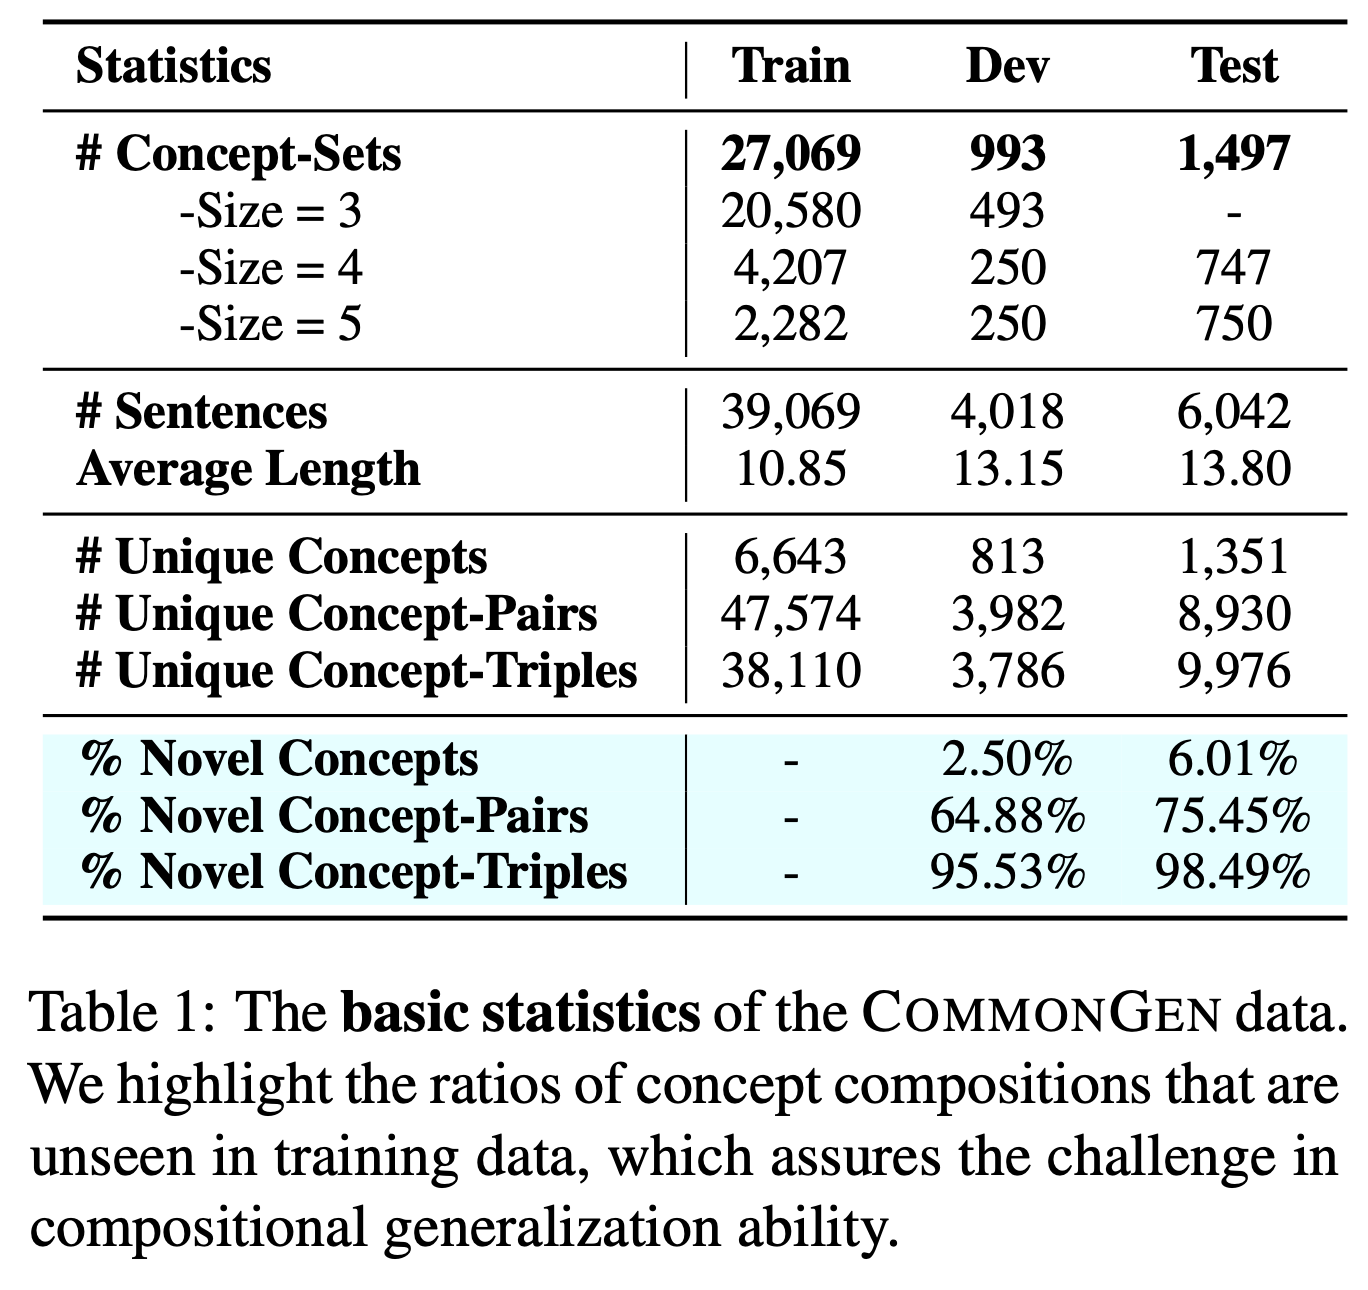 Statistics Train Dev Test
# Concept-Sets 27,069 993 1,497
-Size = 3 20,580 493 -
-Size = 4 4,207 250 747
-Size = 5 2,282 250 750
# Sentences 39,069 4,018 6,042
Average Length 10.85 13.15 13.80
# Unique Concepts 6,643 813 1,351
# Unique Concept-Pairs 47,574 3,982 8,930
# Unique Concept-Triples 38,110 3,786 9,976
% Novel Concepts - 2.50% 6.01%
% Novel Concept-Pairs - 64.88% 75.45%
% Novel Concept-Triples - 95.53% 98.49%
Table 1: The basic statistics of the COMMONGEN data.
We highlight the ratios of concept compositions that are
unseen in training data, which assures the challenge in
compositional generalization ability.